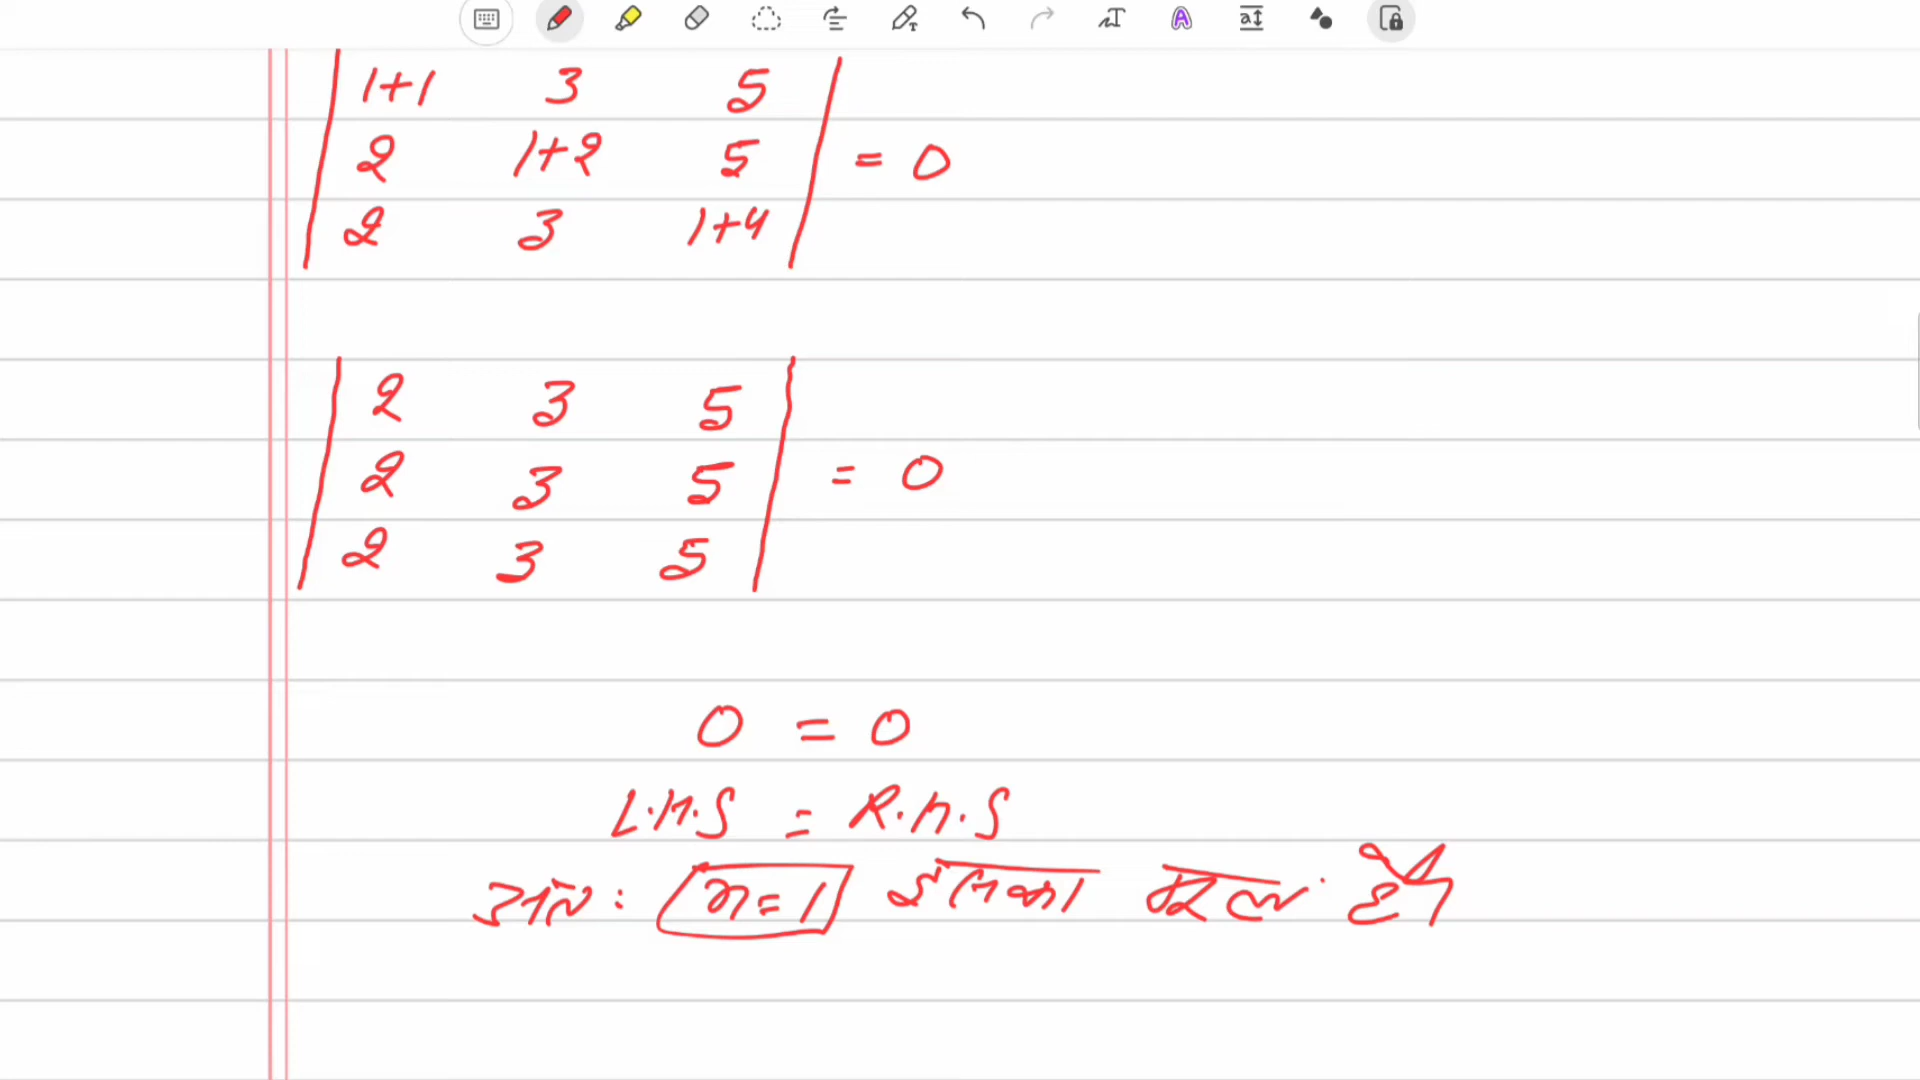 1+1 3 5
2 1+2 5 = 0
2 3 1+4
2 3 5
2 3 5 = 0
2 3 5
0 = 0
L.H.S = R.H.S
अतः x=1 इसका हल है